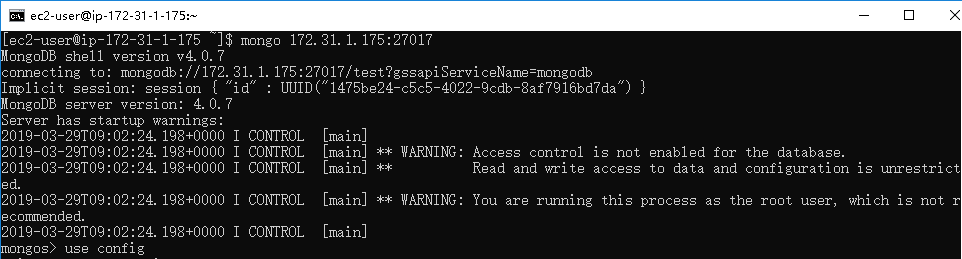 ec2-user@ip-172-31-1-175:~
[ec2-user@ip-172-31-1-175 ~]$ mongo 172.31.1.175:27017
MongoDB shell version v4.0.7
connecting to: mongodb://172.31.1.175:27017/test?gssapiServiceName=mongodb
Implicit session: session { "id" : UUID("1475be24-c5c5-4022-9cdb-8af7916bd7da") }
MongoDB server version: 4.0.7
Server has startup warnings:
2019-03-29T09:02:24.198+0000 I CONTROL  [main]
2019-03-29T09:02:24.198+0000 I CONTROL  [main] ** WARNING: Access control is not enabled for the database.
2019-03-29T09:02:24.198+0000 I CONTROL  [main] **          Read and write access to data and configuration is unrestrict
ed.
2019-03-29T09:02:24.198+0000 I CONTROL  [main] ** WARNING: You are running this process as the root user, which is not r
ecommended.
2019-03-29T09:02:24.198+0000 I CONTROL  [main]
mongos> use config